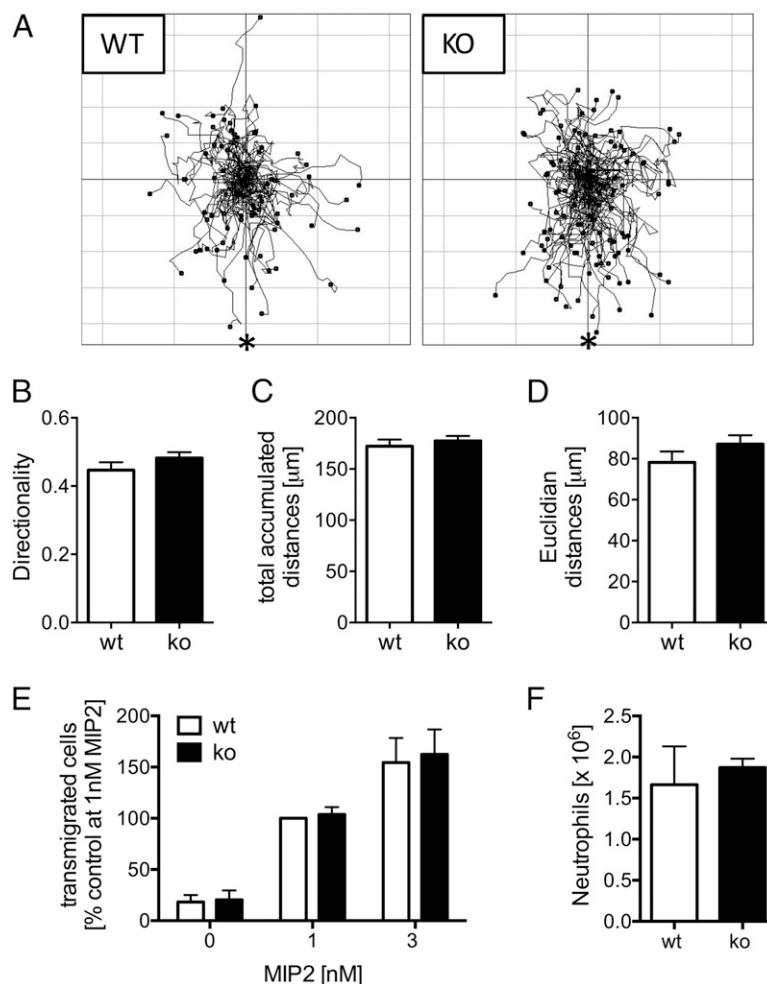 A
WT
KO
*
*
B
0.6
0.4
0.2
0.0
Directionality
wt
ko
C
200
150
100
50
0
total accumulated
distances [µm]
wt
ko
D
100
80
60
40
20
0
Euclidian
distances [µm]
wt
ko
E
200
150
100
50
0
transmigrated cells
[% control at 1nM MIP2]
wt
ko
0
1
3
MIP2 [nM]
F
2.5
2.0
1.5
1.0
0.5
0.0
Neutrophils [x 10⁶]
wt
ko